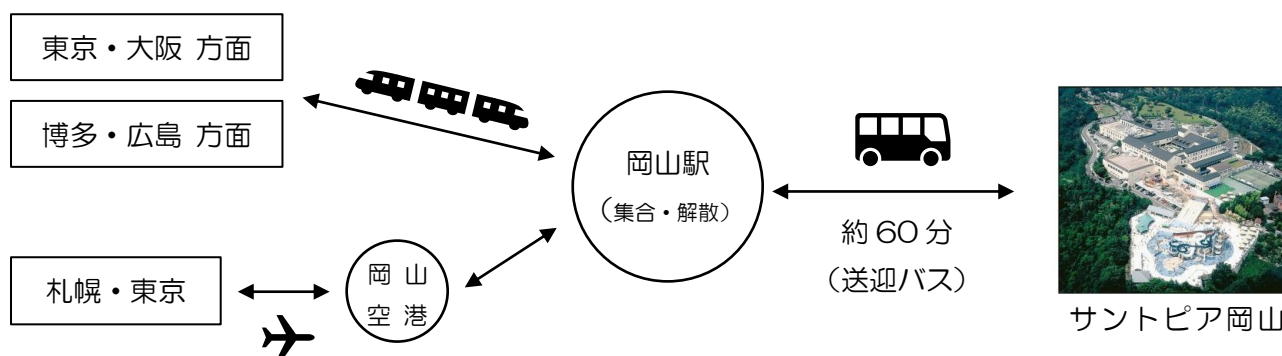 東京・大阪 方面
博多・広島 方面
岡山駅
(集合・解散)
約60分
(送迎バス)
サントピア岡山
札幌・東京
岡山
空港